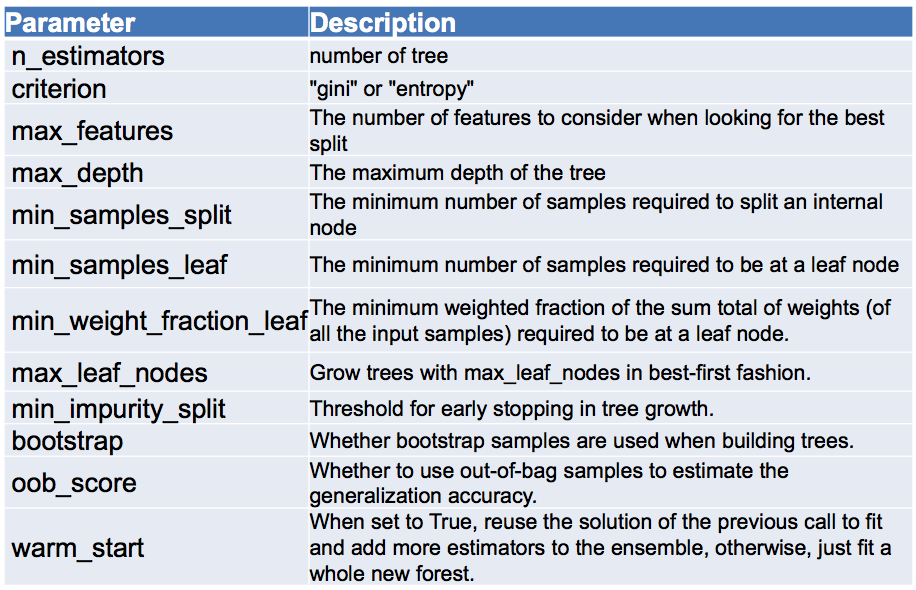 Parameter Description
n_estimators number of tree
criterion "gini" or "entropy"
max_features The number of features to consider when looking for the best
split
max_depth The maximum depth of the tree
min_samples_split The minimum number of samples required to split an internal
node
min_samples_leaf The minimum number of samples required to be at a leaf node
min_weight_fraction_leaf The minimum weighted fraction of the sum total of weights (of
all the input samples) required to be at a leaf node.
max_leaf_nodes Grow trees with max_leaf_nodes in best-first fashion.
min_impurity_split Threshold for early stopping in tree growth.
bootstrap Whether bootstrap samples are used when building trees.
oob_score Whether to use out-of-bag samples to estimate the
generalization accuracy.
warm_start When set to True, reuse the solution of the previous call to fit
and add more estimators to the ensemble, otherwise, just fit a
whole new forest.